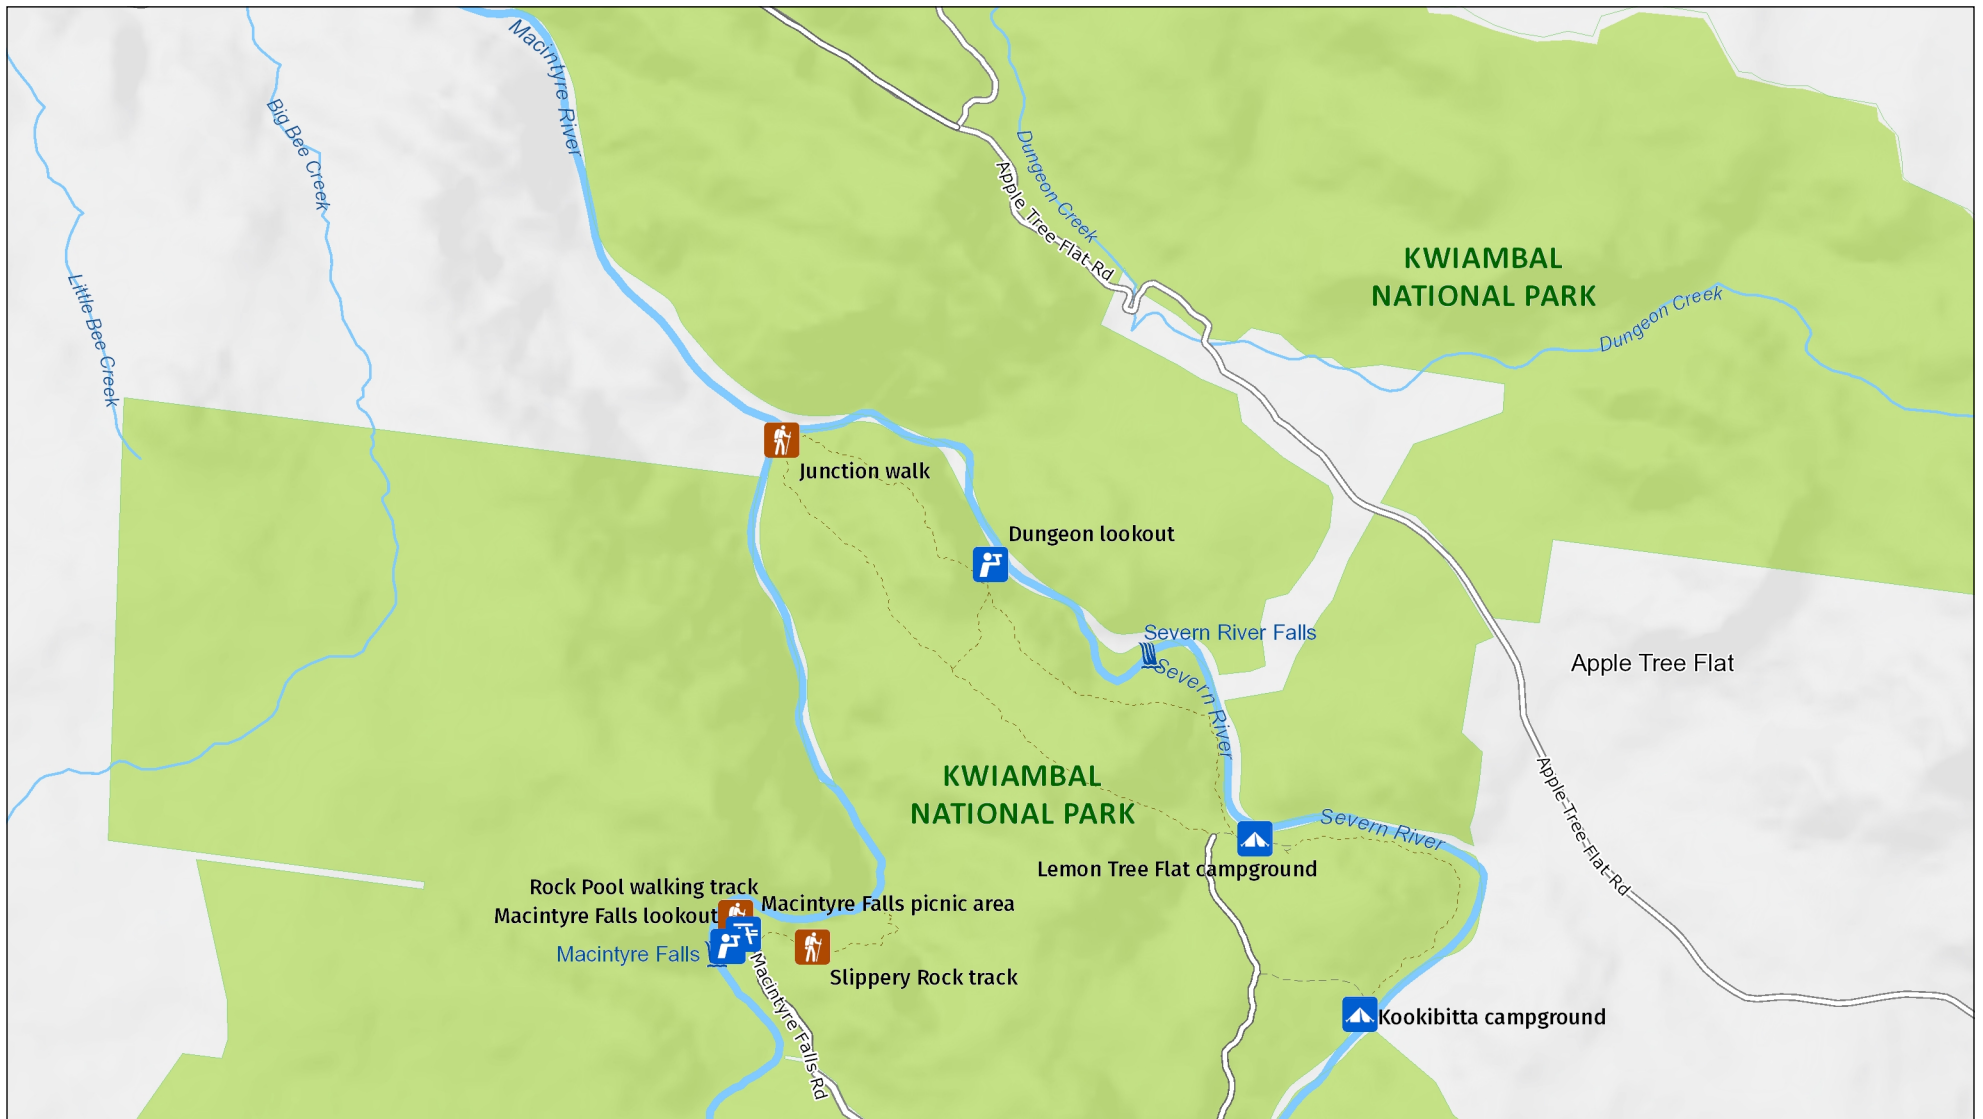 Macintyre River
Big Bee Creek
Little Bee Creek
Dungeon Creek
Apple Tree Flat Rd
KWIAMBAL
NATIONAL PARK
Dungeon Creek
Junction walk
Dungeon lookout
Severn River Falls
Severn River
Apple Tree Flat
KWIAMBAL
NATIONAL PARK
Apple Tree Flat Rd
Severn River
Lemon Tree Flat campground
Rock Pool walking track
Macintyre Falls picnic area
Macintyre Falls lookout
Macintyre Falls
Slippery Rock track
Macintyre Falls Rd
Kookibitta campground